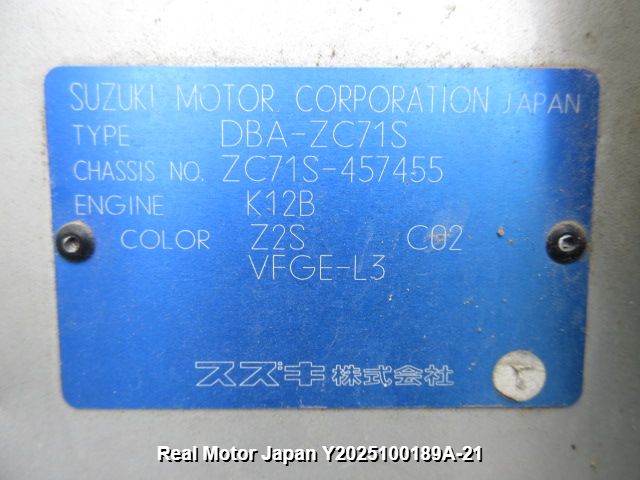 SUZUKI MOTOR CORPORATION JAPAN
TYPE DBA-ZC71S
CHASSIS NO. ZC71S-457455
ENGINE K12B
COLOR Z2S C02
VFGE-L3
スズキ株式会社
Y
Real Motor Japan Y2025100189A-21